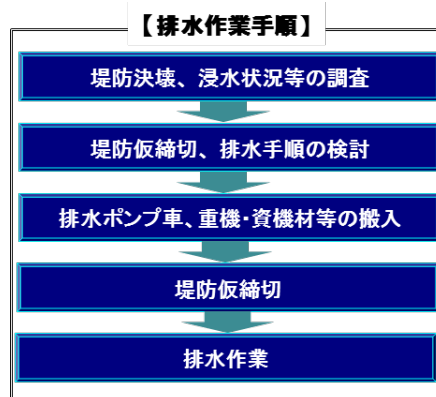 【排水作業手順】
堤防決壊、浸水状況等の調査
堤防仮締切、排水手順の検討
排水ポンプ車、重機・資機材等の搬入
堤防仮締切
排水作業